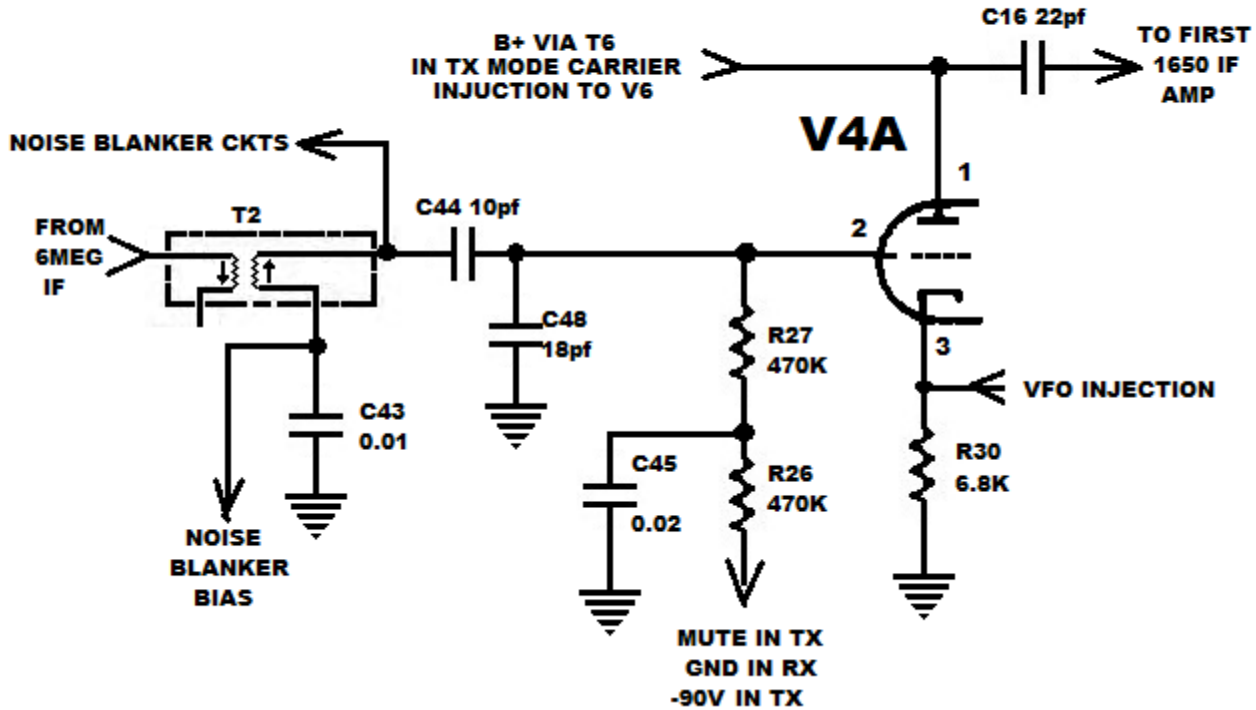 C16 22pf
B+ VIA T6
IN TX MODE CARRIER
INJUCTION TO V6
TO FIRST
1650 IF
AMP
V4A
NOISE BLANKER CKTS
1
T2
C44 10pf
2
FROM
6MEG
IF
C48
18pf
R27
470K
3
VFO INJECTION
C43
0.01
C45
0.02
R26
470K
R30
6.8K
NOISE
BLANKER
BIAS
MUTE IN TX
GND IN RX
-90V IN TX